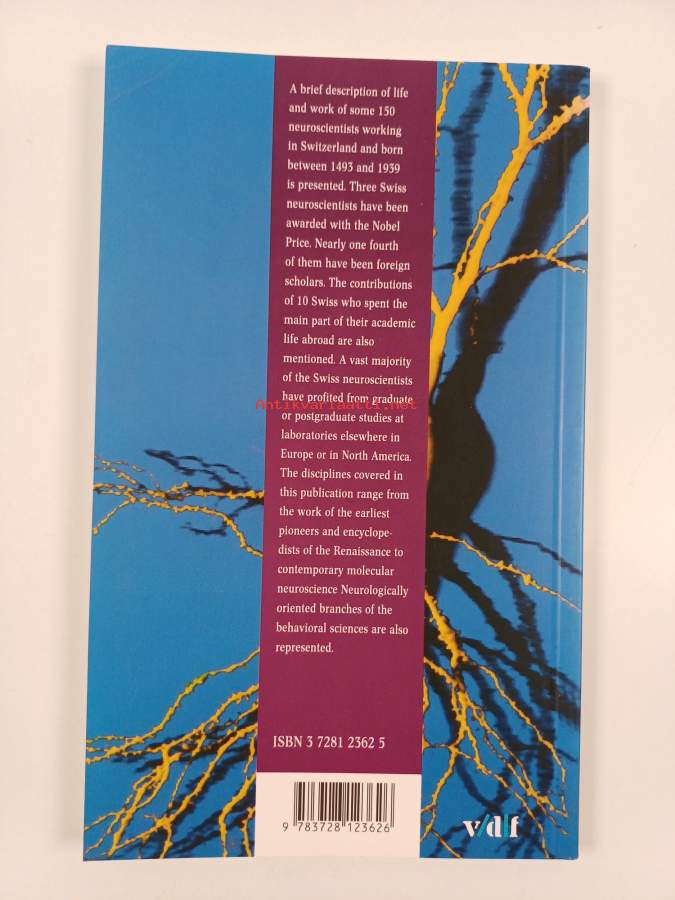 A brief description of life
and work of some 150
neuroscientists working
in Switzerland and born
between 1493 and 1939
is presented. Three Swiss
neuroscientists have been
awarded with the Nobel
Price. Nearly one fourth
of them have been foreign
scholars. The contributions
of 10 Swiss who spent the
main part of their academic
life abroad are also
mentioned. A vast majority
of the Swiss neuroscientists
have profited from graduate
Antikvariaatti.net
or postgraduate studies at
laboratories elsewhere in
Europe or in North America.
The disciplines covered in
this publication range from
the work of the earliest
pioneers and encyclope-
dists of the Renaissance to
contemporary molecular
neuroscience Neurologically
oriented branches of the
behavioral sciences are also
represented.
ISBN 3 7281 2362 5
9 783728 123626
v/d/f